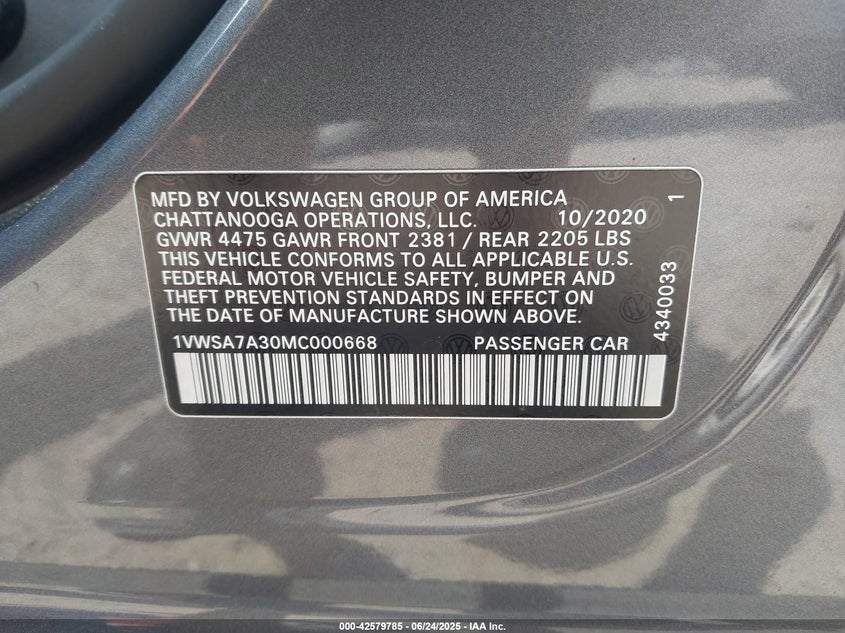 MFD BY VOLKSWAGEN GROUP OF AMERICA
CHATTANOOGA OPERATIONS, LLC. 10/2020
GVWR 4475 GAWR FRONT 2381 / REAR 2205 LBS
THIS VEHICLE CONFORMS TO ALL APPLICABLE U.S.
FEDERAL MOTOR VEHICLE SAFETY, BUMPER AND
THEFT PREVENTION STANDARDS IN EFFECT ON
THE DATE OF MANUFACTURE SHOWN ABOVE.
1VWSA7A30MC000668 PASSENGER CAR
4340033 1
000-42579785 - 06/24/2025 - IAA Inc.